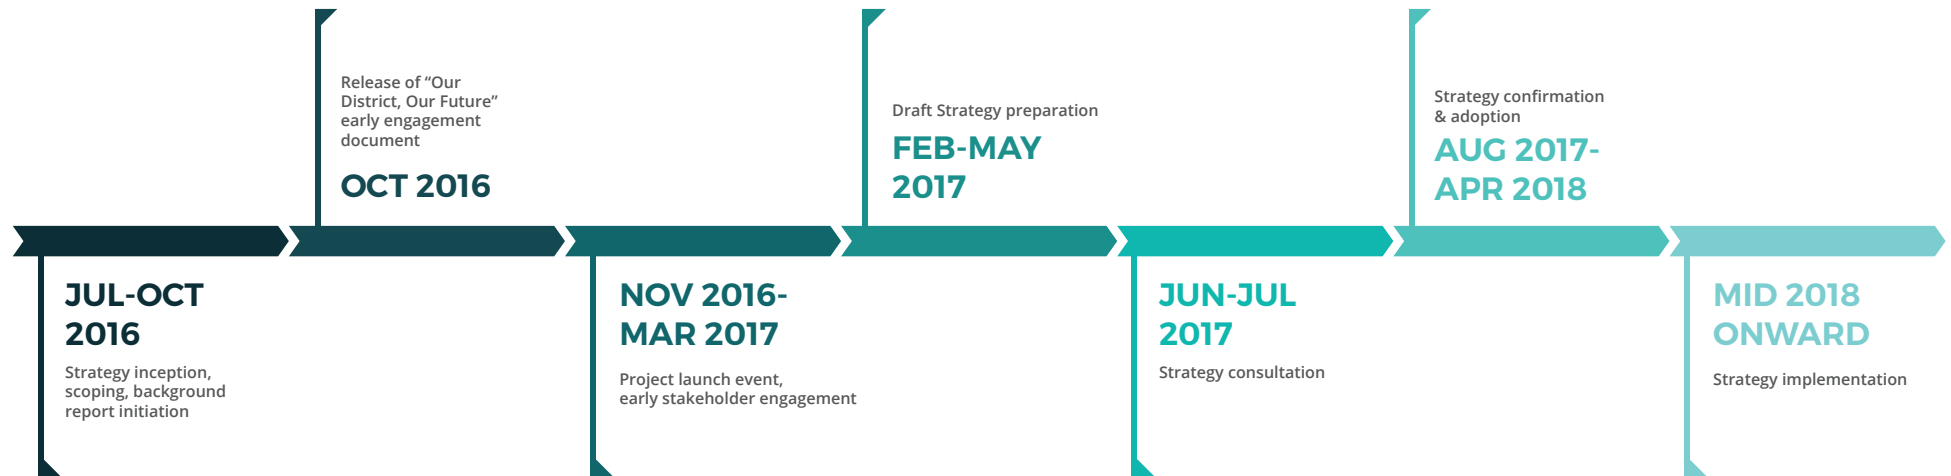 JUL-OCT
2016
Strategy inception,
scoping, background
report initiation
Release of “Our
District, Our Future”
early engagement
document
OCT 2016
NOV 2016-
MAR 2017
Project launch event,
early stakeholder engagement
Draft Strategy preparation
FEB-MAY
2017
JUN-JUL
2017
Strategy consultation
Strategy confirmation
& adoption
AUG 2017-
APR 2018
MID 2018
ONWARD
Strategy implementation